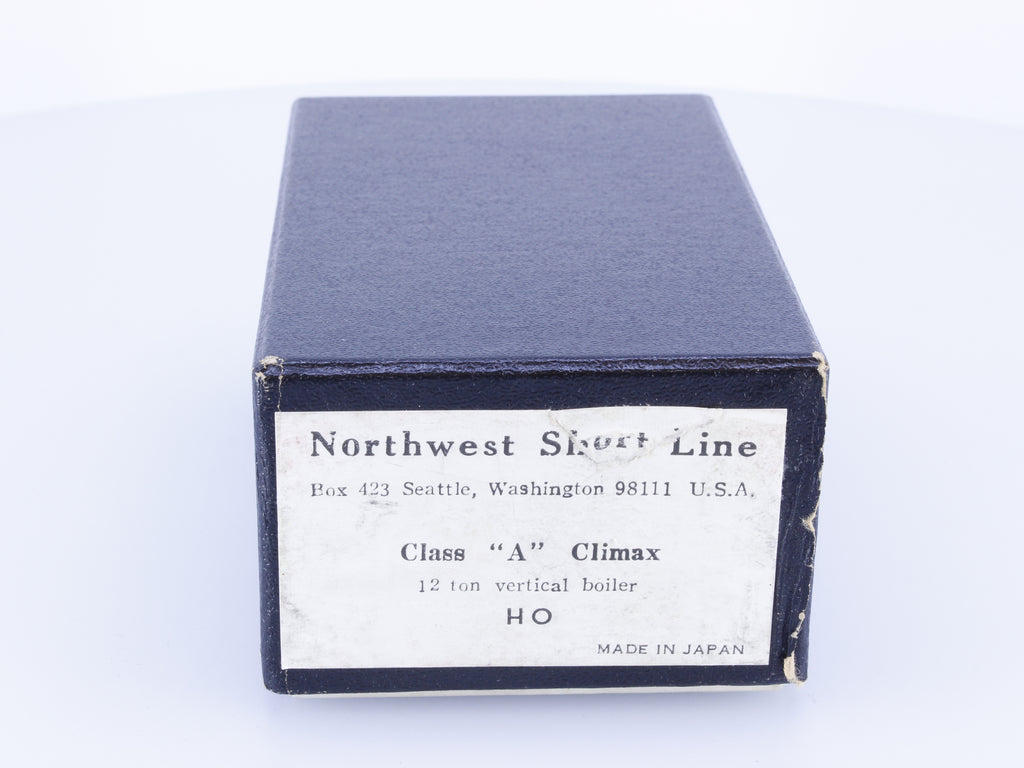 Northwest Short Line
Box 423 Seattle, Washington 98111 U.S.A.
Class “A” Climax
12 ton vertical boiler
HO
MADE IN JAPAN